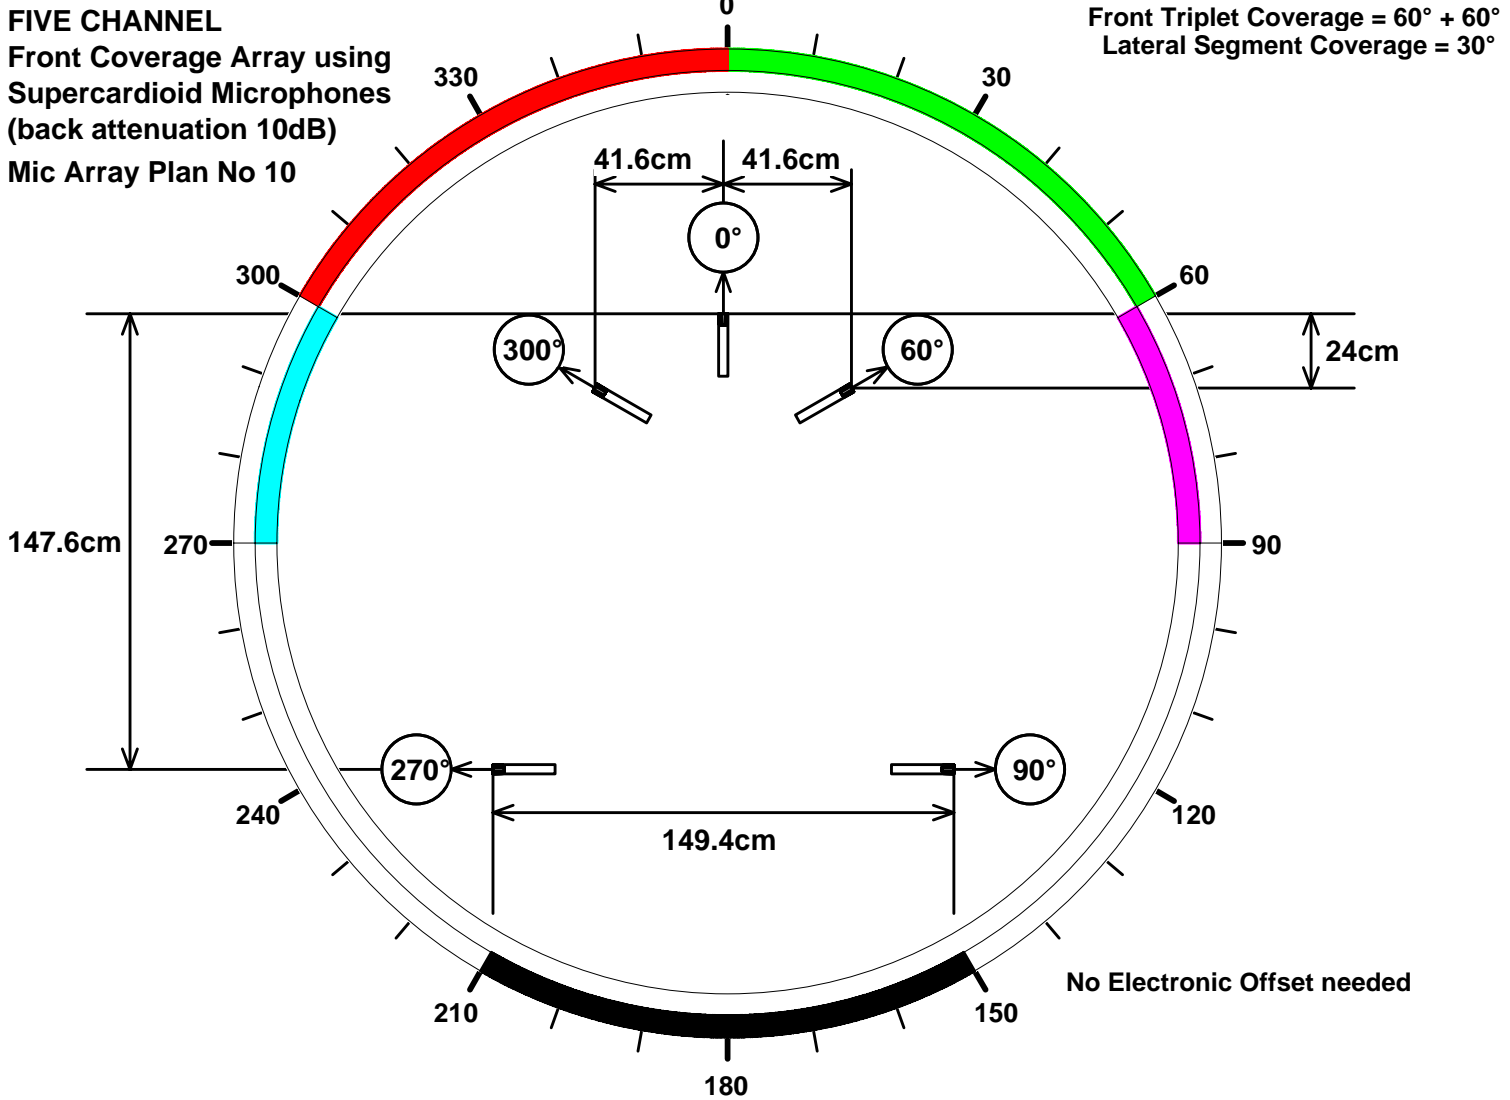 FIVE CHANNEL
Front Coverage Array using
Supercardioid Microphones
(back attenuation 10dB)
Mic Array Plan No 10
Front Triplet Coverage = 60° + 60°
Lateral Segment Coverage = 30°
0
330
30
41.6cm
41.6cm
0°
300
60
300°
60°
24cm
147.6cm
270
90
270°
90°
240
120
149.4cm
No Electronic Offset needed
210
150
180